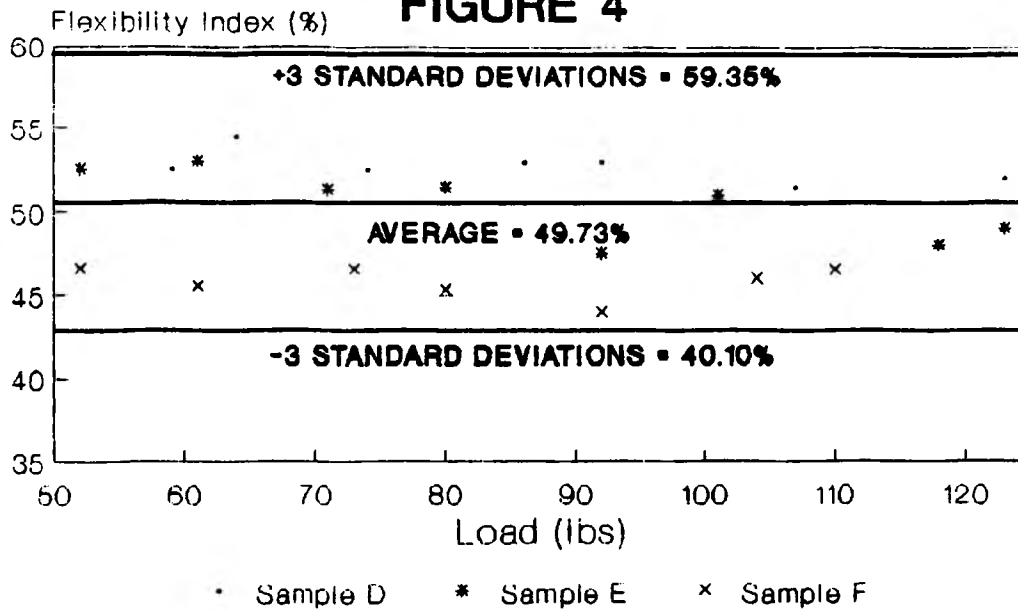 FIGURE 4
Flexibility Index (%)
60
+3 STANDARD DEVIATIONS = 59.35%
55
50
AVERAGE = 49.73%
45
-3 STANDARD DEVIATIONS = 40.10%
40
35
50 60 70 80 90 100 110 120
Load (lbs)
Sample D Sample E Sample F